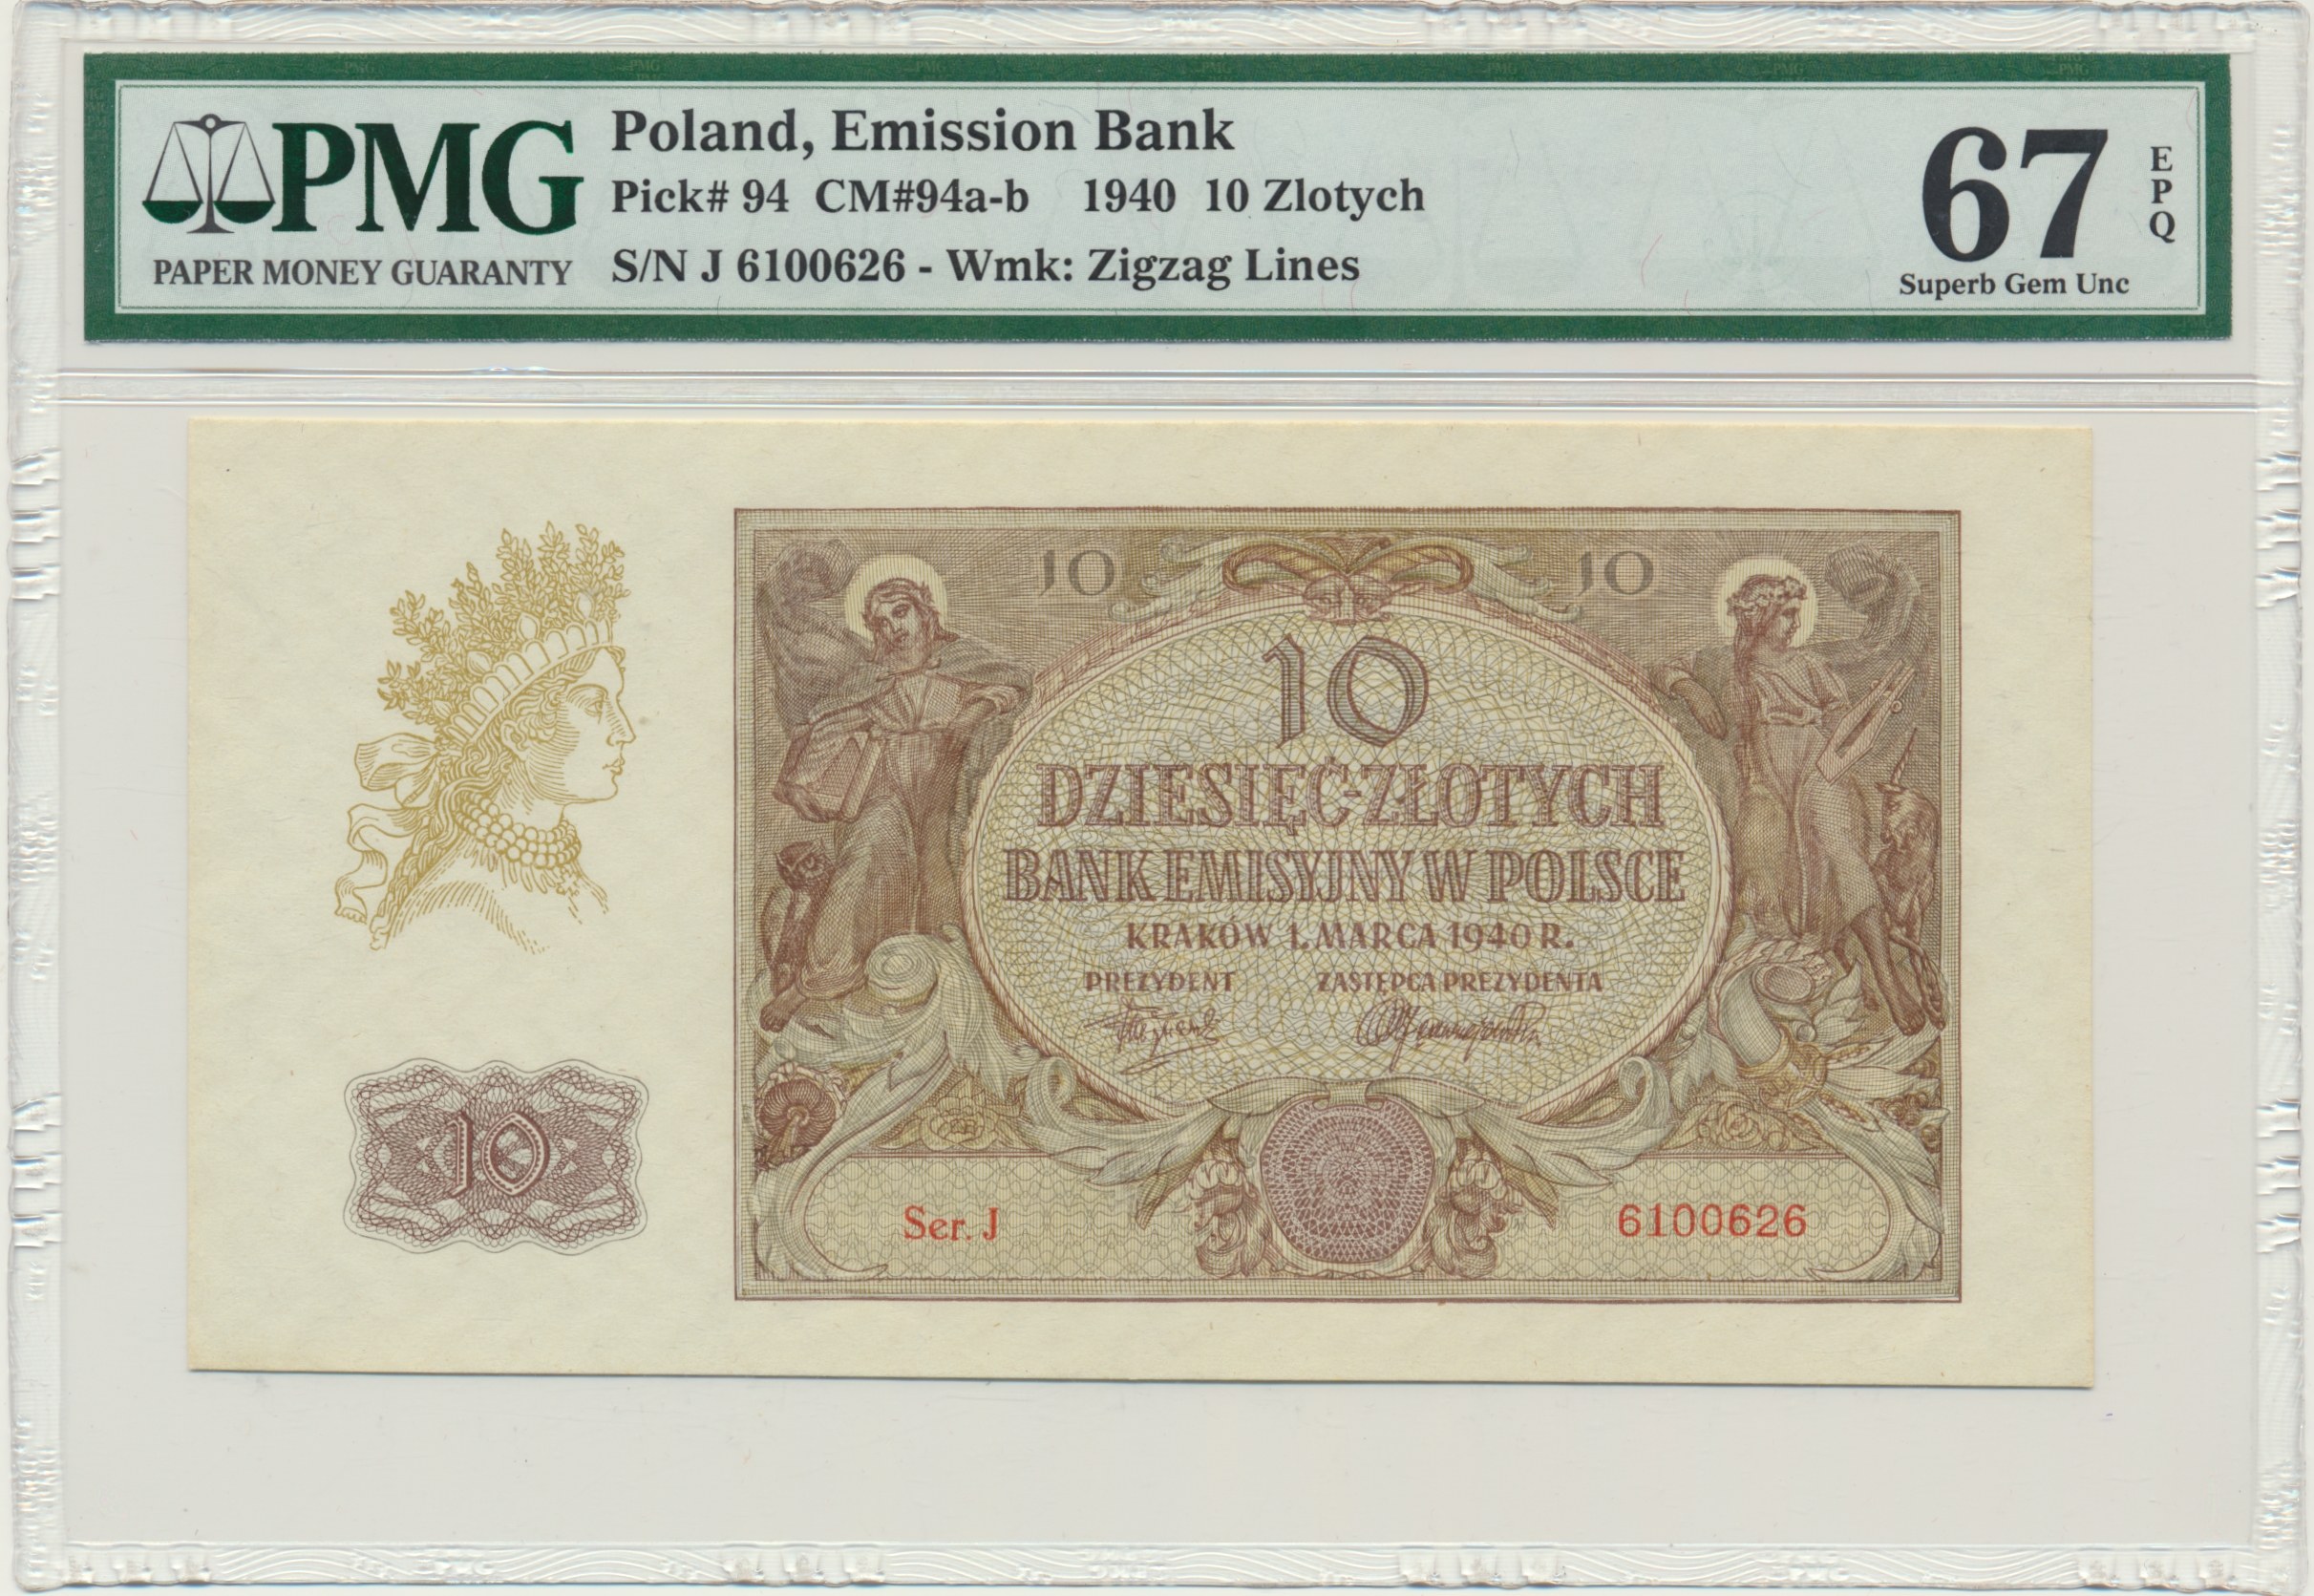 PMG
PAPER MONEY GUARANTY
Poland, Emission Bank
Pick# 94 CM#94a-b 1940 10 Zlotych
S/N J 6100626 - Wmk: Zigzag Lines
67
EPQ
Superb Gem Unc
10 10
10
DZIESIĘĆ-ZŁOTYCH
BANK EMISYJNY W POLSCE
KRAKÓW 1. MARCA 1940 R.
PREZYDENT ZASTĘPCA PREZYDENTA
10
Ser. J 6100626